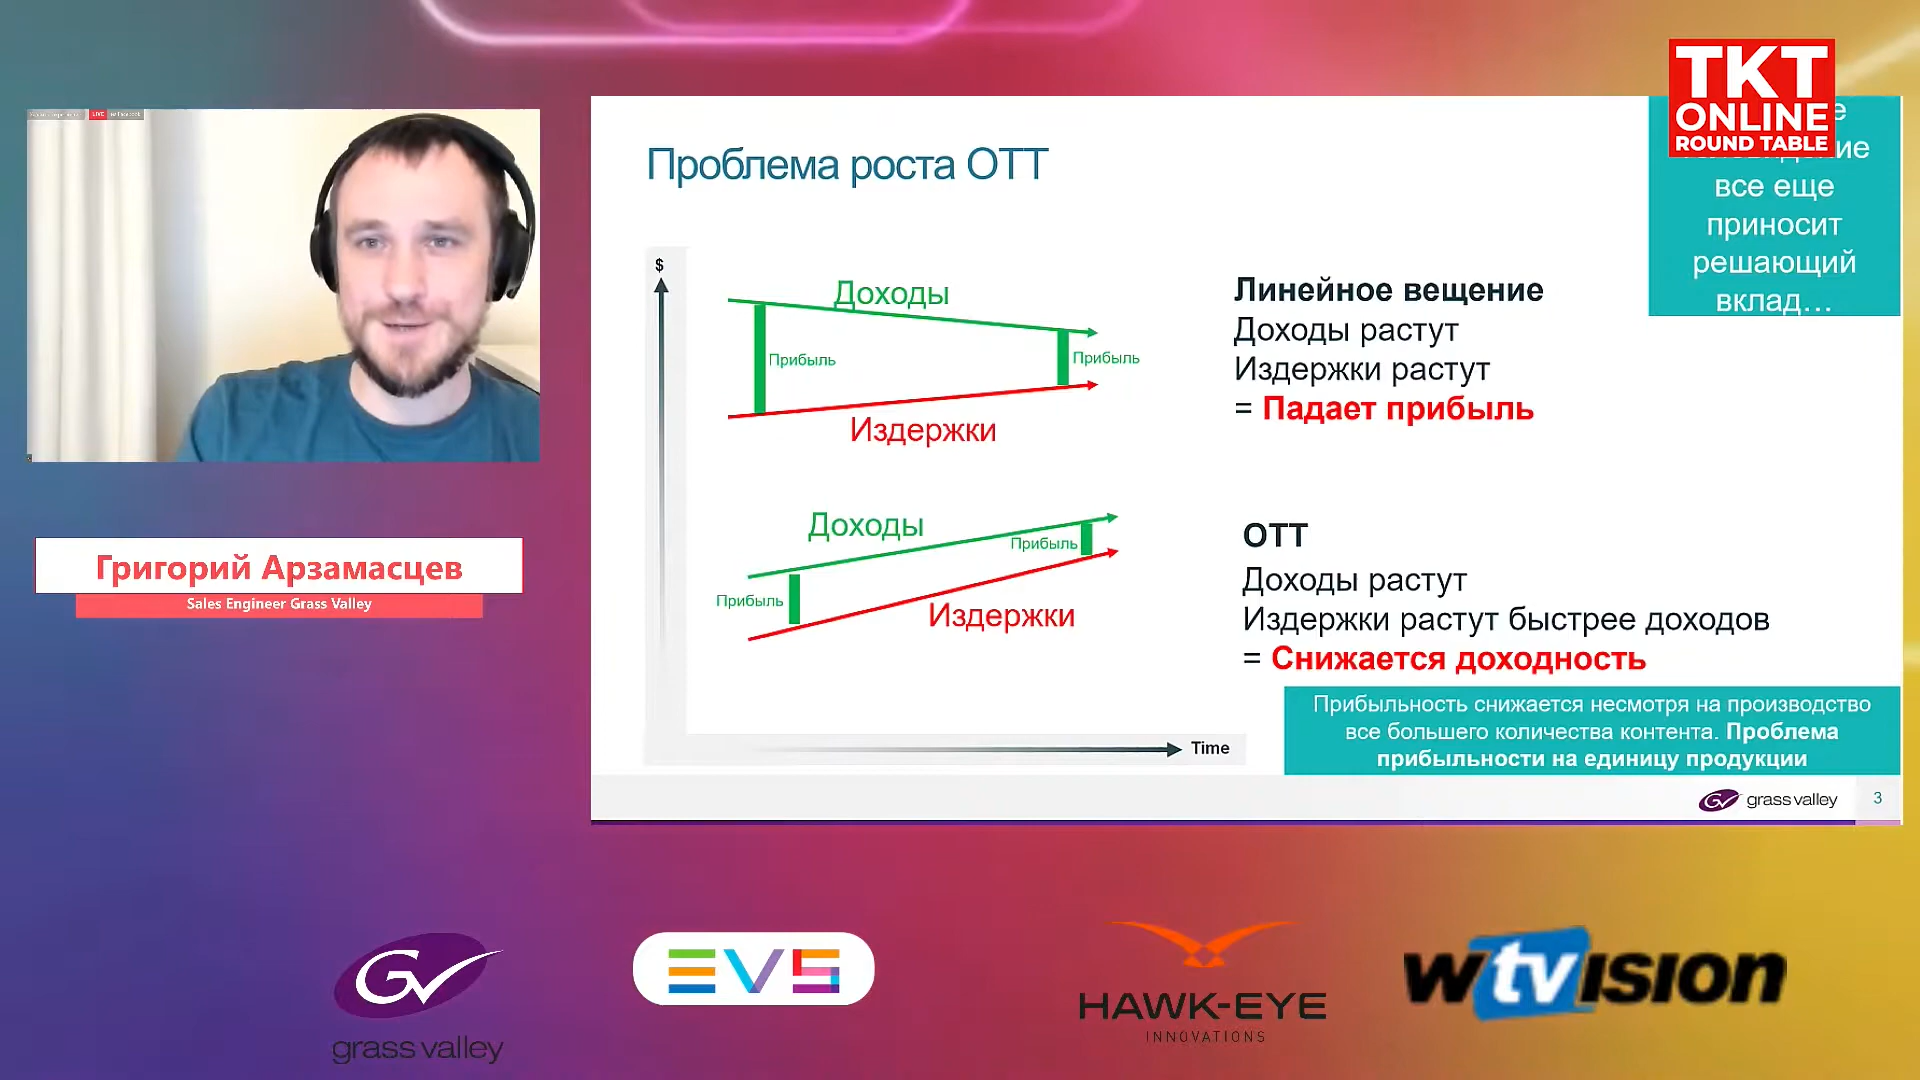 TKT
ONLINE
ROUND TABLE
LIVE
Проблема роста ОТТ
все еще
приносит
решающий
вклад...
$
Доходы
Прибыль
Прибыль
Издержки
Линейное вещение
Доходы растут
Издержки растут
= Падает прибыль
Доходы
Прибыль
Прибыль
Издержки
ОТТ
Доходы растут
Издержки растут быстрее доходов
= Снижается доходность
Time
Прибыльность снижается несмотря на производство
все большего количества контента. Проблема
прибыльности на единицу продукции
grass valley
3
Григорий Арзамасцев
Sales Engineer Grass Valley
GV
grass valley
EVS
HAWK-EYE
INNOVATIONS
wtvision